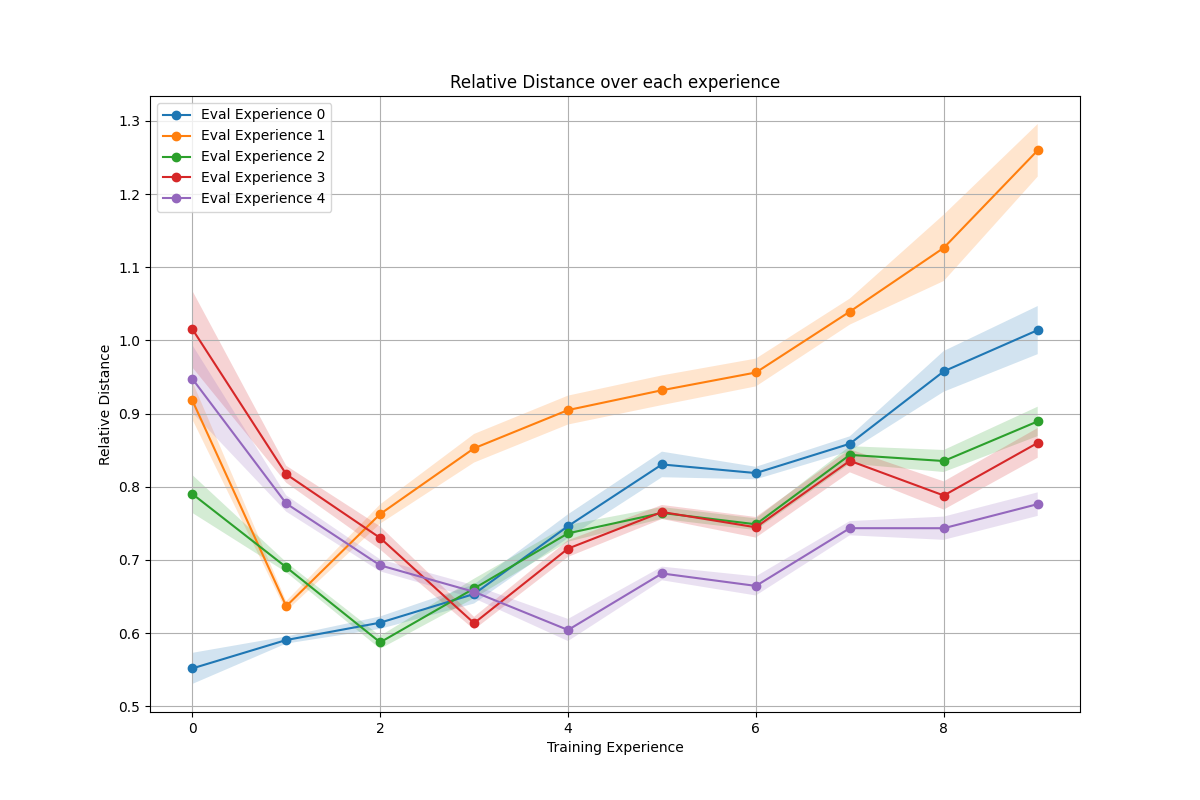 Relative Distance over each experience
Eval Experience 0
Eval Experience 1
Eval Experience 2
Eval Experience 3
Eval Experience 4
Relative Distance
1.3
1.2
1.1
1.0
0.9
0.8
0.7
0.6
0.5
0 2 4 6 8
Training Experience